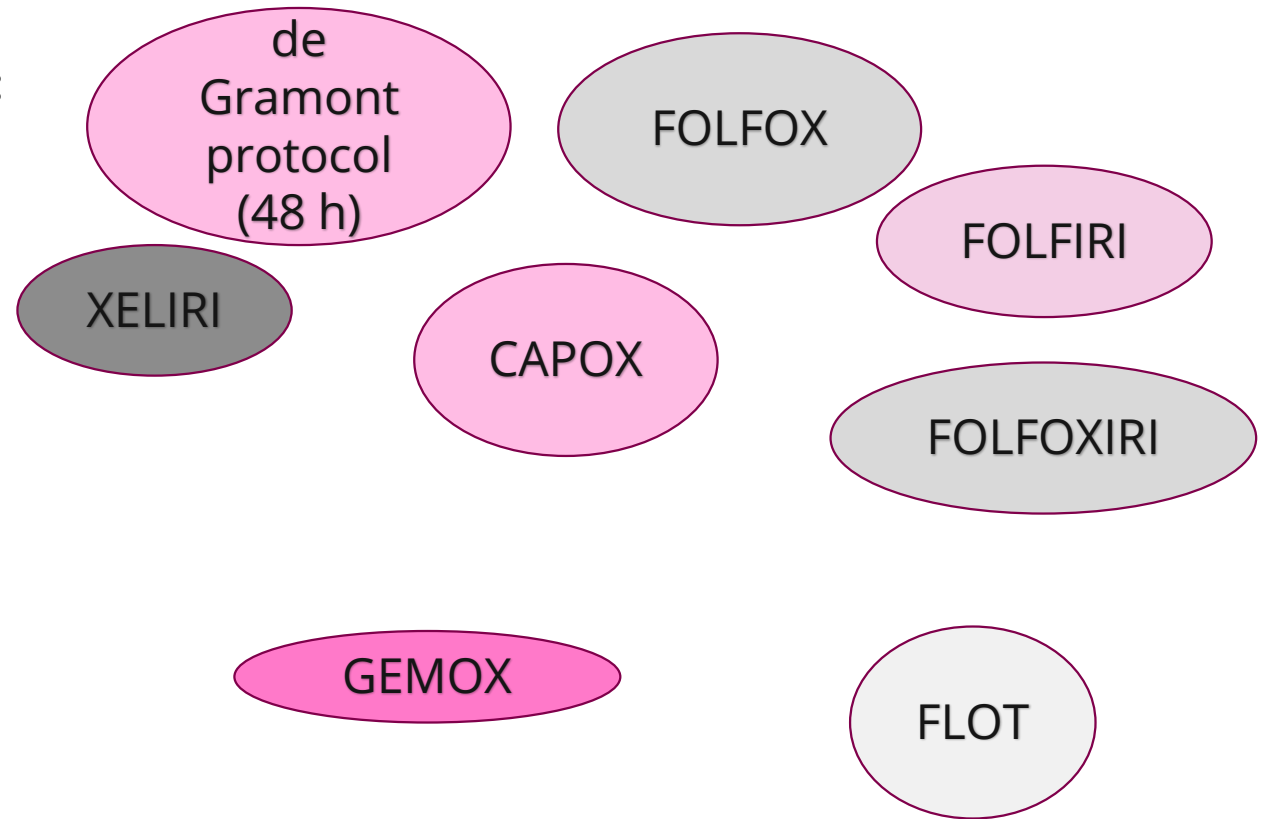 de
Gramont
protocol
(48 h)
FOLFOX
FOLFIRI
XELIRI
CAPOX
FOLFOXIRI
GEMOX
FLOT